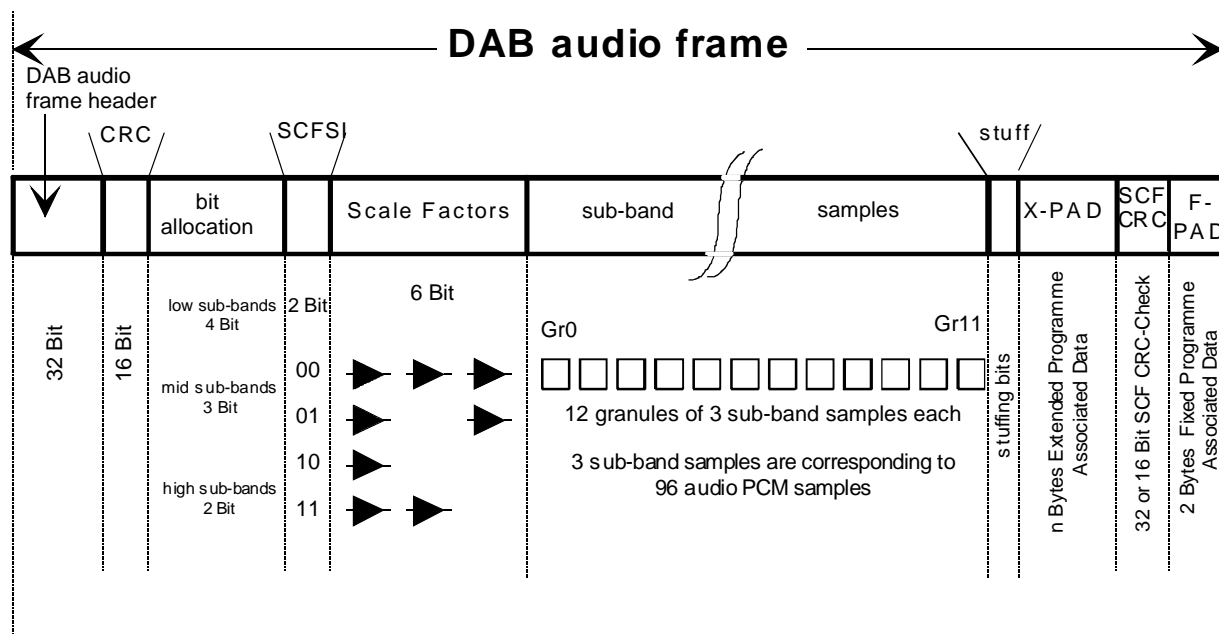 DAB audio frame
DAB audio
frame header
CRC
SCFSI
stuff
bit
allocation
Scale Factors
sub-band
samples
X-PAD
SCF
CRC
F-
PAD
32 Bit
16 Bit
low sub-bands
4 Bit
mid sub-bands
3 Bit
high sub-bands
2 Bit
2 Bit
00
01
10
11
6 Bit
Gr0
Gr11
12 granules of 3 sub-band samples each
3 sub-band samples are corresponding to
96 audio PCM samples
stuffing bits
n Bytes Extended Programme
Associated Data
32 or 16 Bit SCF CRC-Check
2 Bytes Fixed Programme
Associated Data